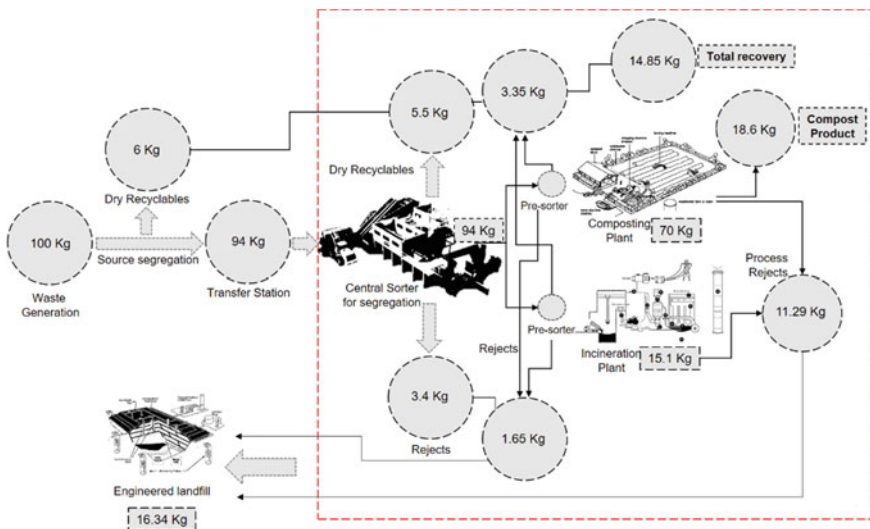 14.85 Kg
Total recovery
3.35 Kg
5.5 Kg
18.6 Kg
Compost
Product
6 Kg
Dry Recyclables
Dry Recyclables
Pre-sorter
Composting
Plant
70 Kg
100 Kg
Source segregation
94 Kg
94 Kg
Waste
Generation
Transfer Station
Central Sorter
for segregation
Process
Rejects
11.29 Kg
Pre-sorter
Rejects
Incineration
Plant
15.1 Kg
3.4 Kg
Rejects
1.65 Kg
Engineered landfill
16.34 Kg